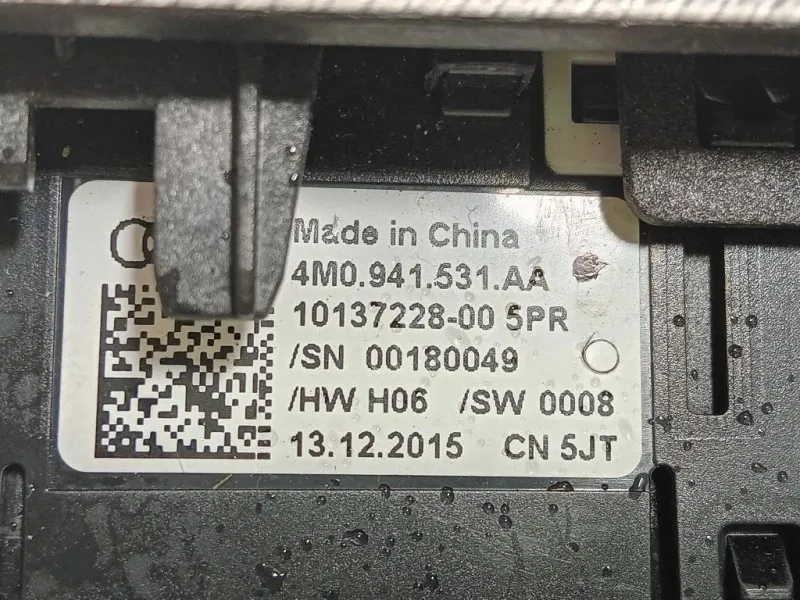 Made in China
4M0.941.531.AA
10137228-00 5PR
/SN 00180049
/HW H06 /SW 0008
13.12.2015 CN 5JT